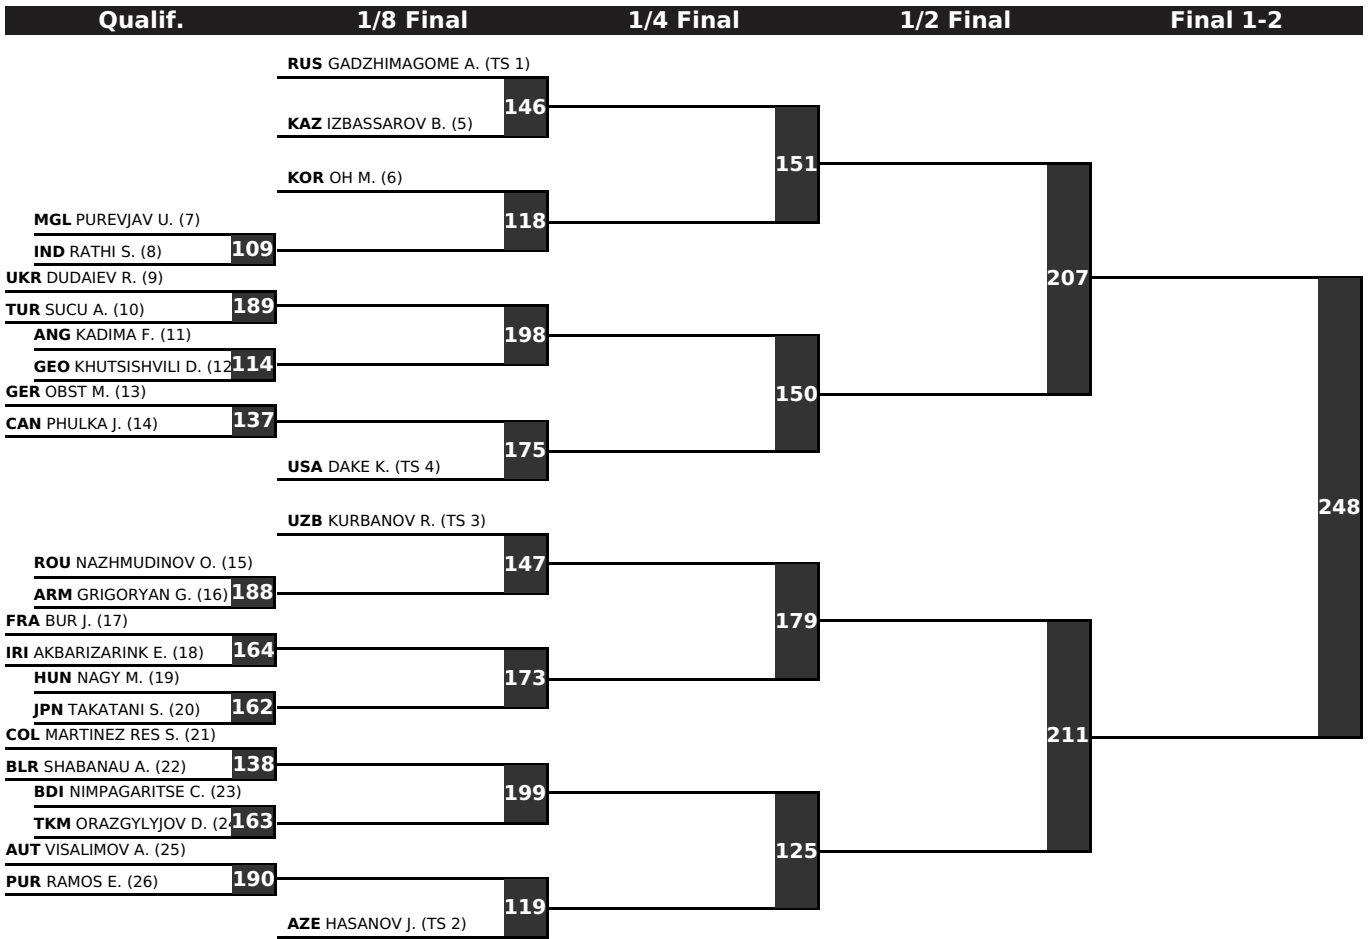 Qualif. 1/8 Final 1/4 Final 1/2 Final Final 1-2
RUS GADZHIMAGOME A. (TS 1)
146
KAZ IZBASSAROV B. (5)
151
KOR OH M. (6)
118
MGL PUREVJAV U. (7)
109
IND RATHI S. (8)
207
UKR DUDAIEV R. (9)
189
TUR SUCU A. (10)
198
ANG KADIMA F. (11)
114
GEO KHUTSISHVILI D. (12
150
GER OBST M. (13)
137
CAN PHULKA J. (14)
175
USA DAKE K. (TS 4)
248
UZB KURBANOV R. (TS 3)
147
ROU NAZHMUDINOV O. (15)
188
ARM GRIGORYAN G. (16)
179
FRA BUR J. (17)
164
IRI AKBARIZARINK E. (18)
173
HUN NAGY M. (19)
162
JPN TAKATANI S. (20)
211
COL MARTINEZ RES S. (21)
138
BLR SHABANAU A. (22)
199
BDI NIMPAGARITSE C. (23)
163
TKM ORAZGYLYJOV D. (24
125
AUT VISALIMOV A. (25)
190
PUR RAMOS E. (26)
119
AZE HASANOV J. (TS 2)